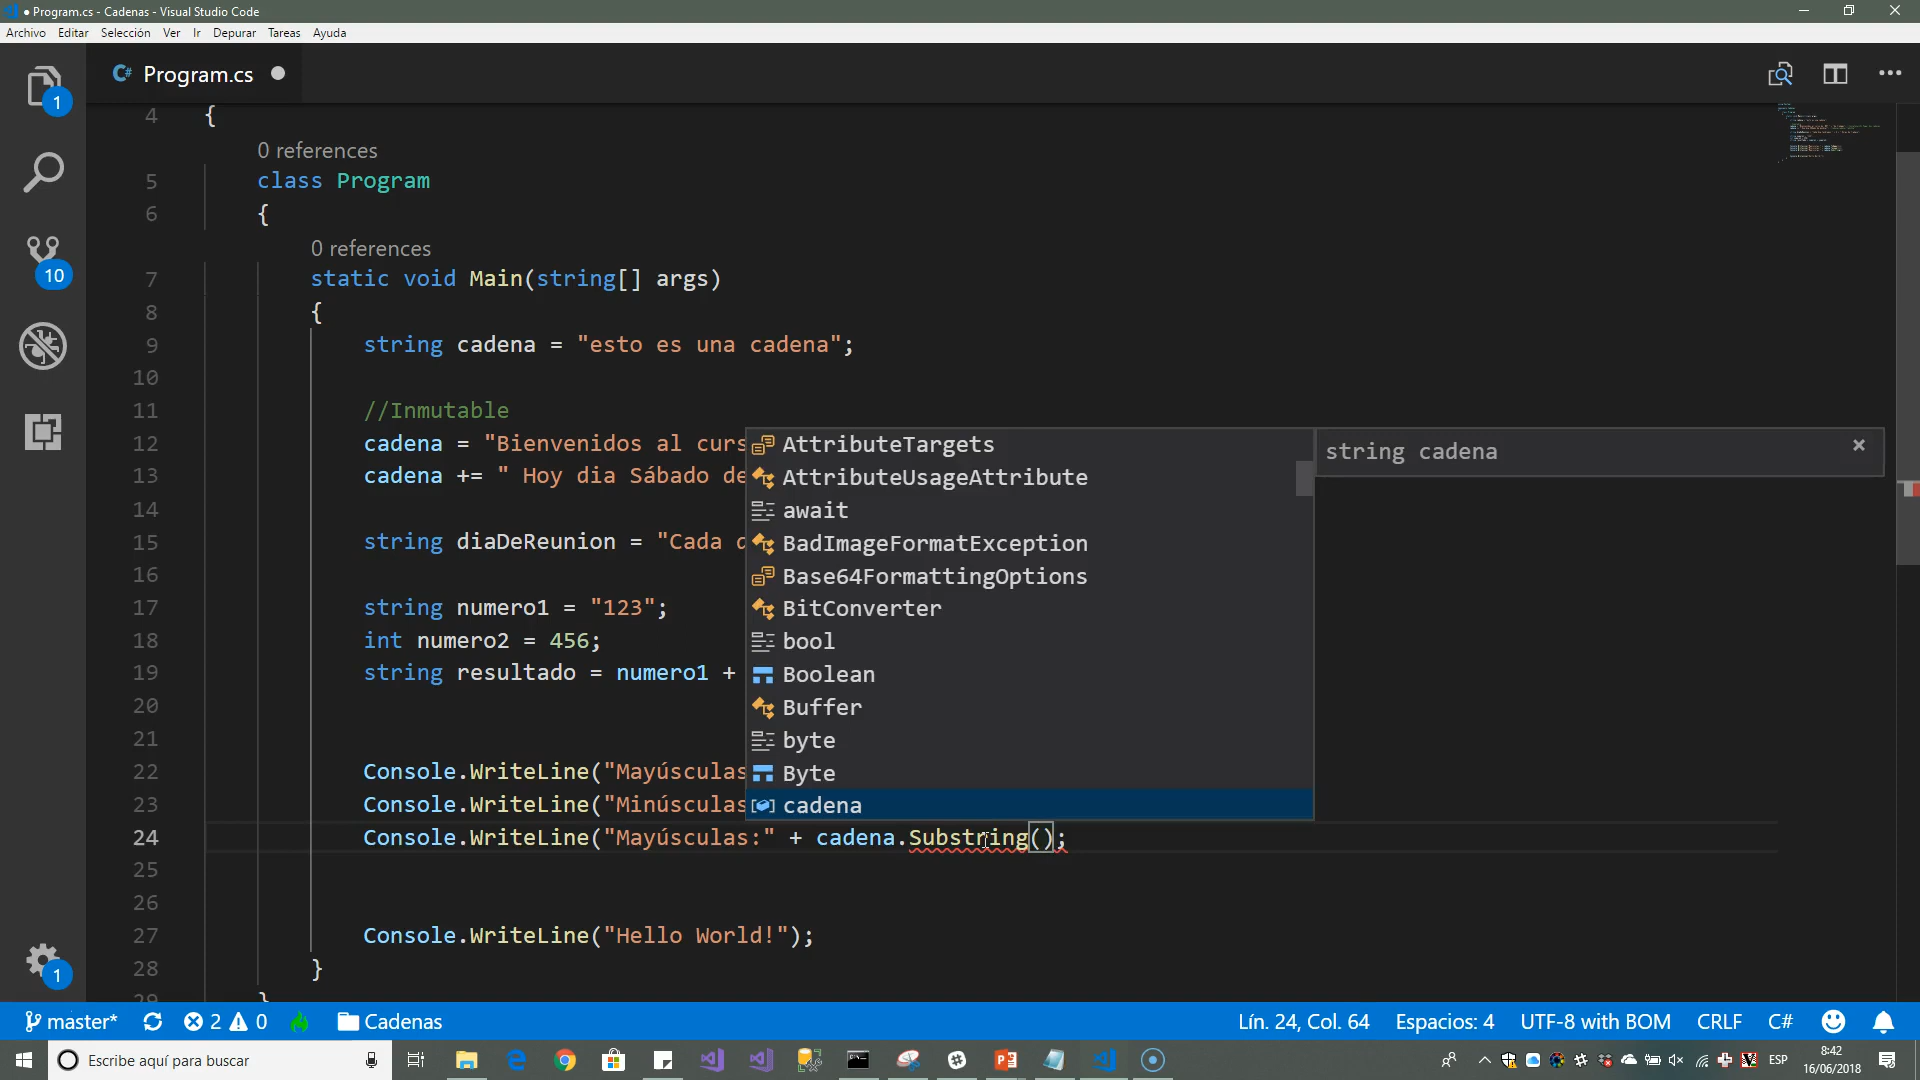 Program.cs - Cadenas - Visual Studio Code
Archivo Editar Selección Ver Ir Depurar Tareas Ayuda
C# Program.cs
1
10
1
4 {
0 references
5 class Program
6 {
0 references
7 static void Main(string[] args)
8 {
9 string cadena = "esto es una cadena";
10
11 //Inmutable
12 cadena = "Bienvenidos al curs
13 cadena += " Hoy dia Sábado de
14
15 string diaDeReunion = "Cada
16
17 string numero1 = "123";
18 int numero2 = 456;
19 string resultado = numero1 +
20
21
22 Console.WriteLine("Mayúsculas
23 Console.WriteLine("Minúsculas
24 Console.WriteLine("Mayúsculas:" + cadena.Substring();
25
26
27 Console.WriteLine("Hello World!");
28 }
29 }
AttributeTargets
AttributeUsageAttribute
await
BadImageFormatException
Base64FormattingOptions
BitConverter
bool
Boolean
Buffer
byte
Byte
cadena
string cadena
master* 2 0 Cadenas Lín. 24, Col. 64 Espacios: 4 UTF-8 with BOM CRLF C#
Escribe aquí para buscar
ESP
8:42
16/06/2018